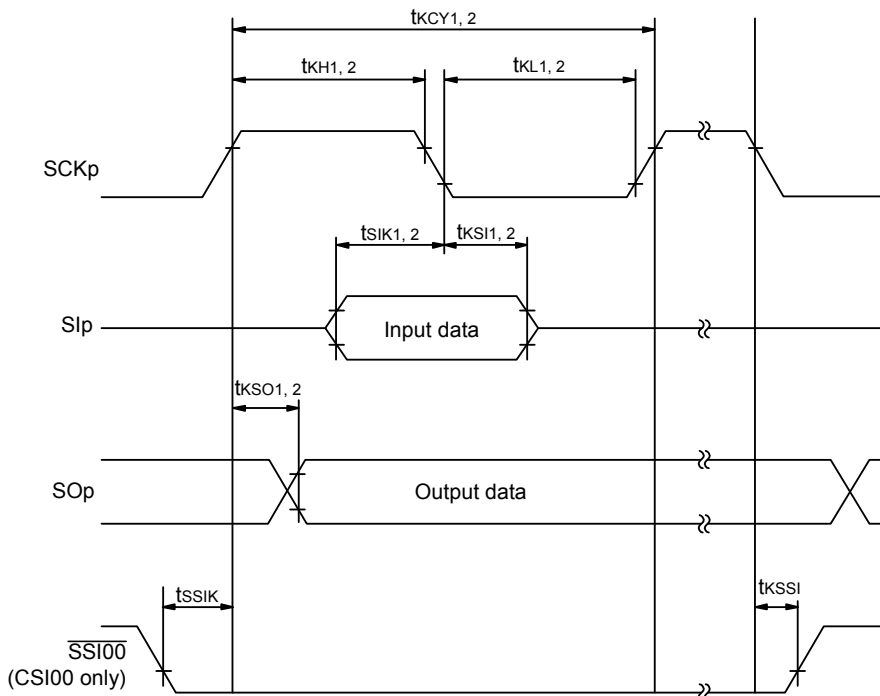 tKCY1, 2
tKH1, 2
tKL1, 2
SCKp
tSIK1, 2
tKSI1, 2
SIp
Input data
tKSO1, 2
SOp
Output data
tSSIK
tKSSI
SSI00
(CSI00 only)